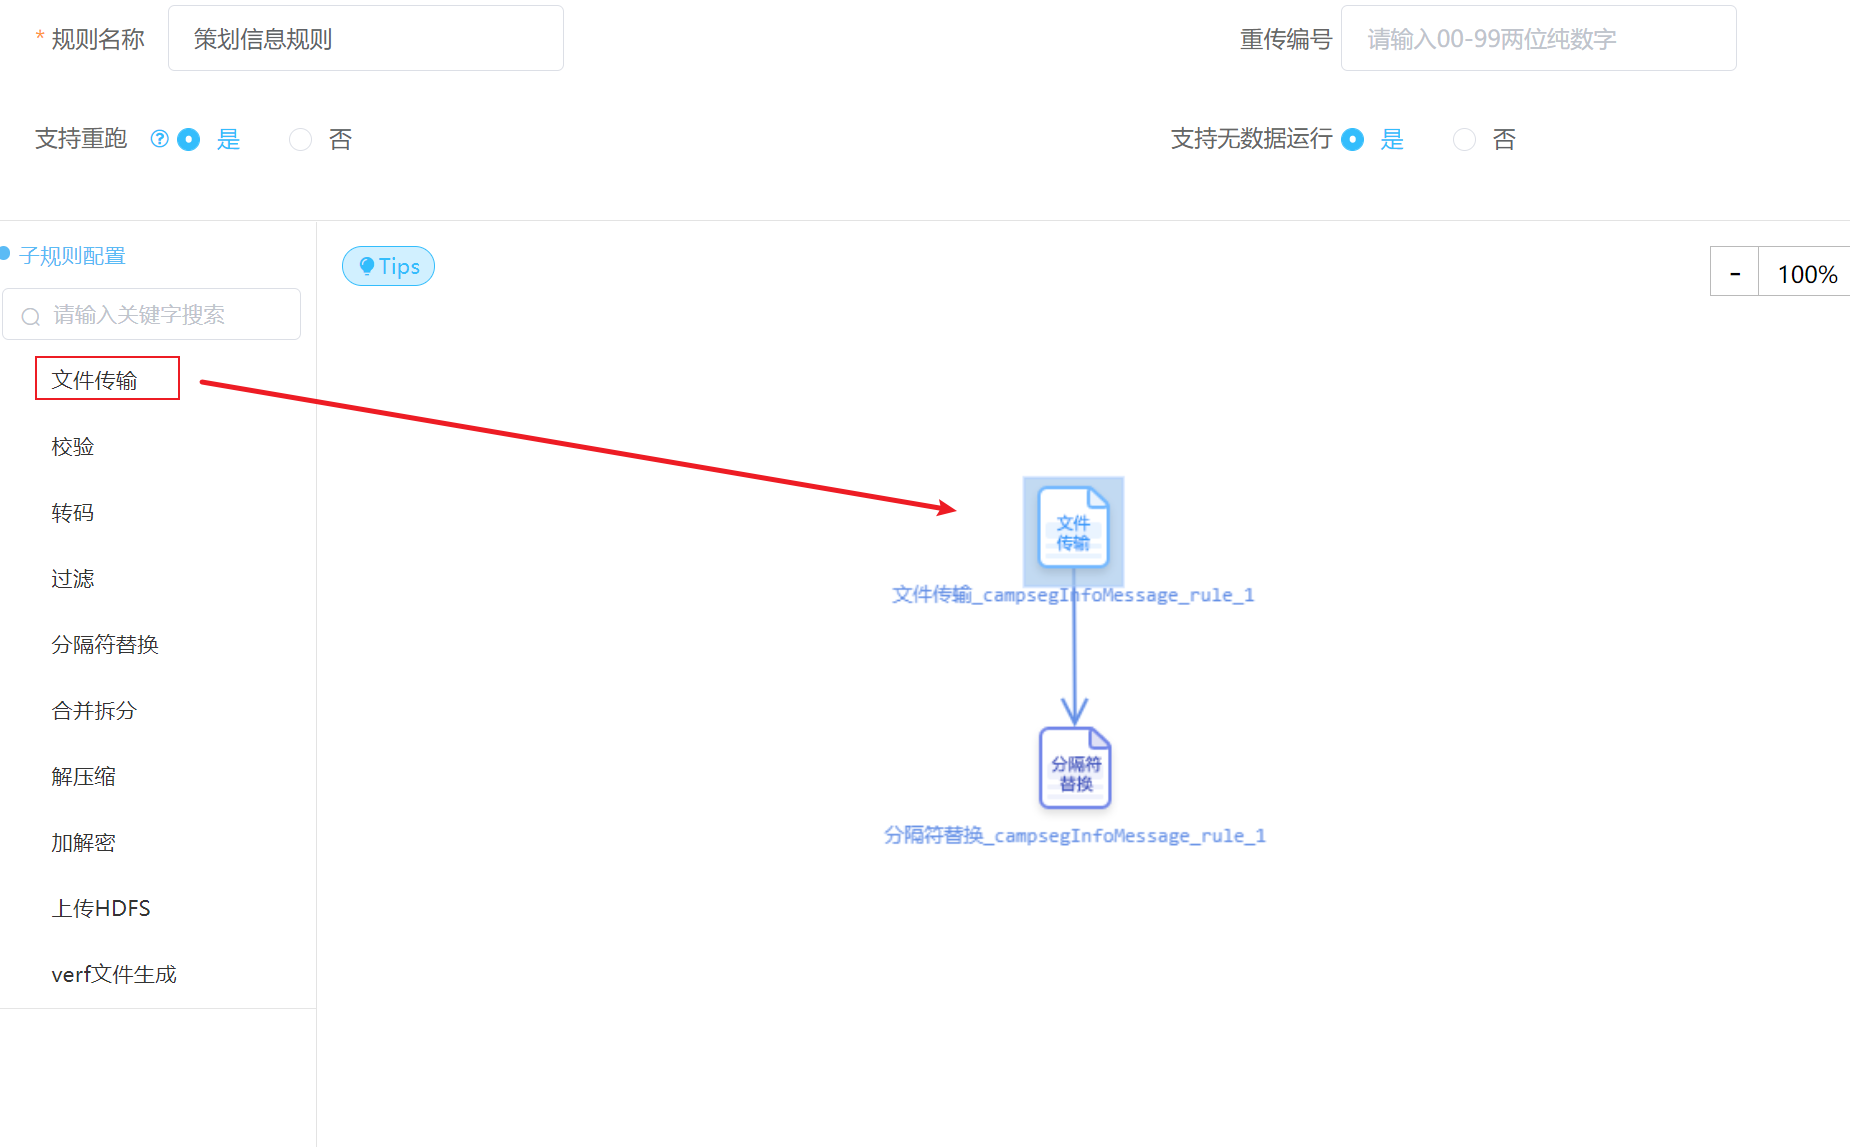 * 规则名称 策划信息规则 重传编号 请输入00-99两位纯数字
支持重跑 ? 是 否 支持无数据运行 是 否
子规则配置
Tips
- 100%
请输入关键字搜索
文件传输
校验
转码
过滤
分隔符替换
合并拆分
解压缩
加解密
上传HDFS
verf文件生成
文件
传输
文件传输_campsegInfoMessage_rule_1
分隔符
替换
分隔符替换_campsegInfoMessage_rule_1